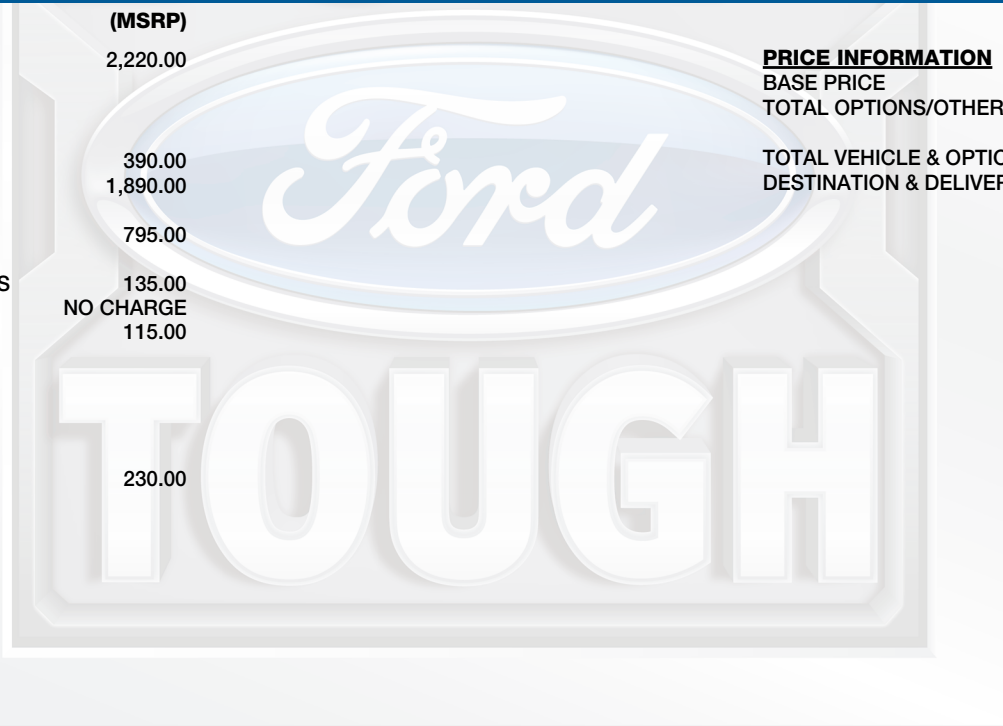 (MSRP)
2,220.00
390.00
1,890.00
795.00
S 135.00
NO CHARGE
115.00
230.00
PRICE INFORMATION
BASE PRICE
TOTAL OPTIONS/OTHER
TOTAL VEHICLE & OPTIO
DESTINATION & DELIVER
Ford
TOUGH